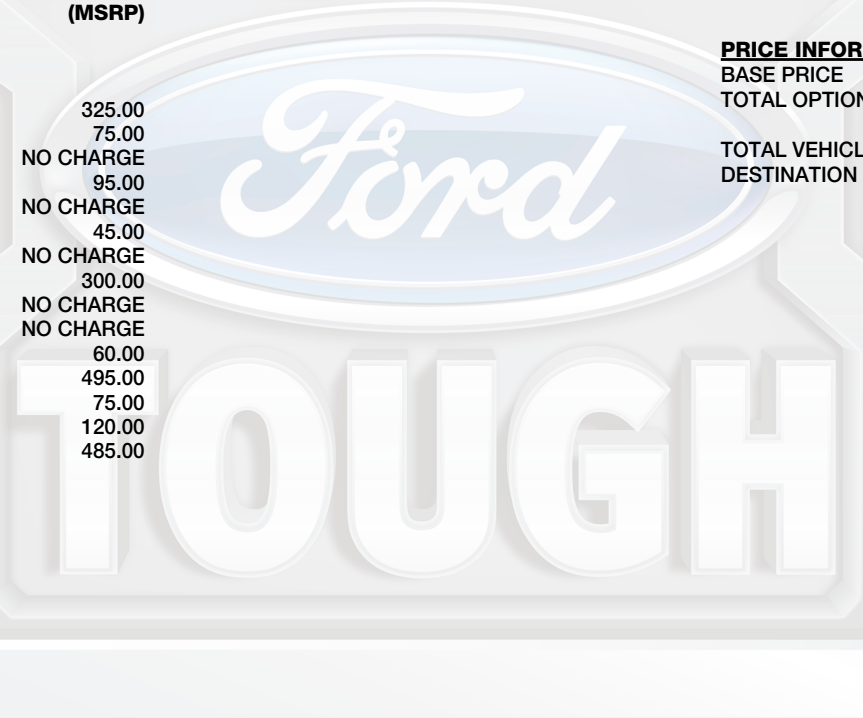 (MSRP)
325.00
75.00
NO CHARGE
95.00
NO CHARGE
45.00
NO CHARGE
300.00
NO CHARGE
NO CHARGE
60.00
495.00
75.00
120.00
485.00
PRICE INFOR
BASE PRICE
TOTAL OPTION
TOTAL VEHICL
DESTINATION
Ford
TOUGH